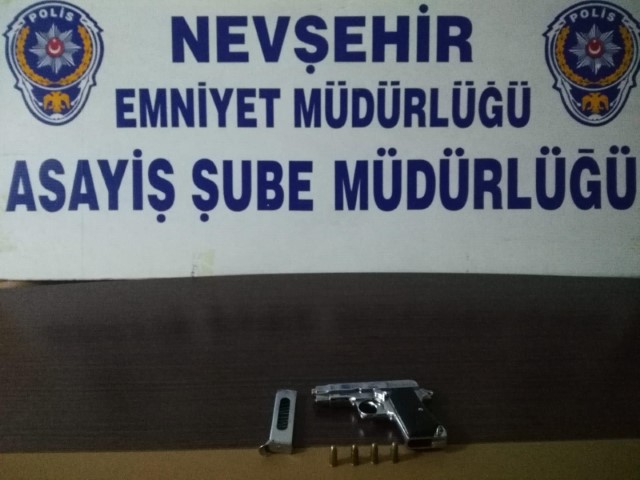 POLİS
POLİS
NEVŞEHİR
EMNİYET MÜDÜRLÜĞÜ
ASAYİŞ ŞUBE MÜDÜRLÜĞÜ